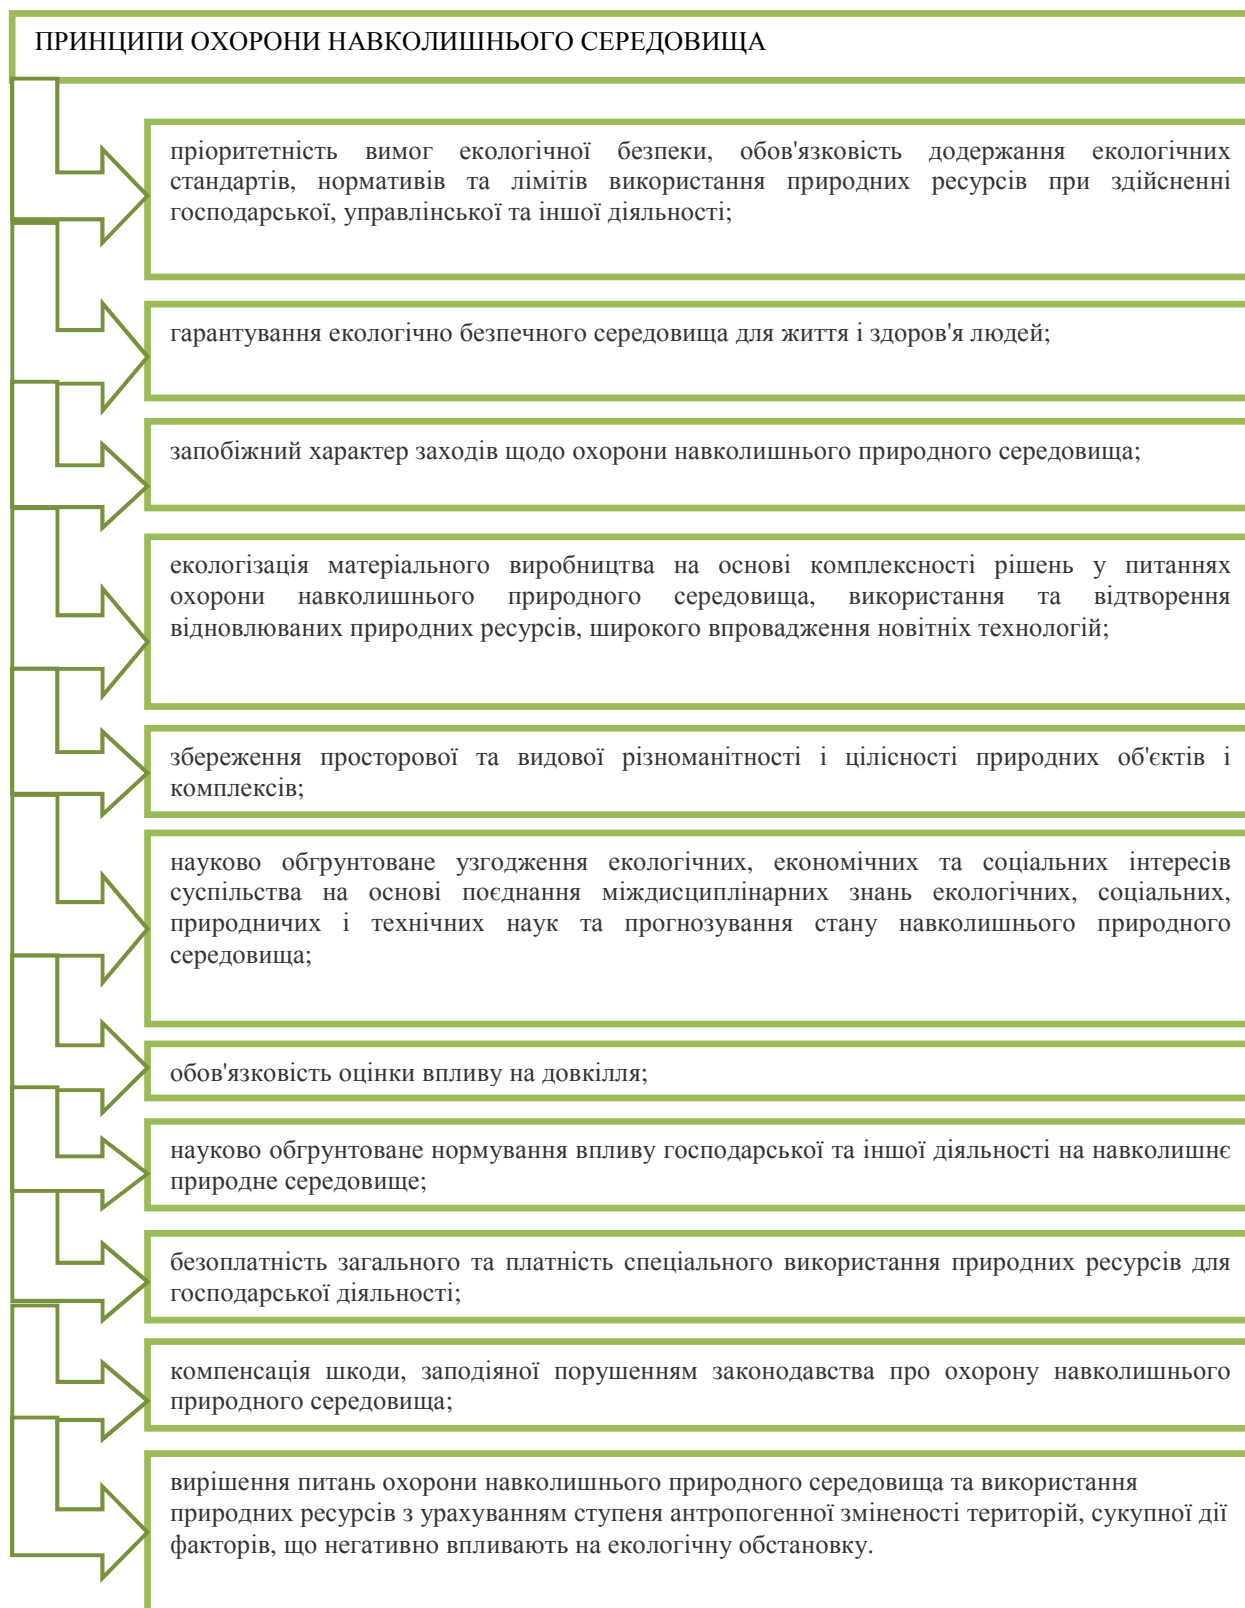 ПРИНЦИПИ ОХОРОНИ НАВКОЛИШНЬОГО СЕРЕДОВИЩА
пріоритетність вимог екологічної безпеки, обов'язковість додержання екологічних
стандартів, нормативів та лімітів використання природних ресурсів при здійсненні
господарської, управлінської та іншої діяльності;
гарантування екологічно безпечного середовища для життя і здоров'я людей;
запобіжний характер заходів щодо охорони навколишнього природного середовища;
екологізація матеріального виробництва на основі комплексності рішень у питаннях
охорони навколишнього природного середовища, використання та відтворення
відновлюваних природних ресурсів, широкого впровадження новітніх технологій;
збереження просторової та видової різноманітності і цілісності природних об'єктів і
комплексів;
науково обгрунтоване узгодження екологічних, економічних та соціальних інтересів
суспільства на основі поєднання міждисциплінарних знань екологічних, соціальних,
природничих і технічних наук та прогнозування стану навколишнього природного
середовища;
обов'язковість оцінки впливу на довкілля;
науково обгрунтоване нормування впливу господарської та іншої діяльності на навколишнє
природне середовище;
безоплатність загального та платність спеціального використання природних ресурсів для
господарської діяльності;
компенсація шкоди, заподіяної порушенням законодавства про охорону навколишнього
природного середовища;
вирішення питань охорони навколишнього природного середовища та використання
природних ресурсів з урахуванням ступеня антропогенної зміненості територій, сукупної дії
факторів, що негативно впливають на екологічну обстановку.